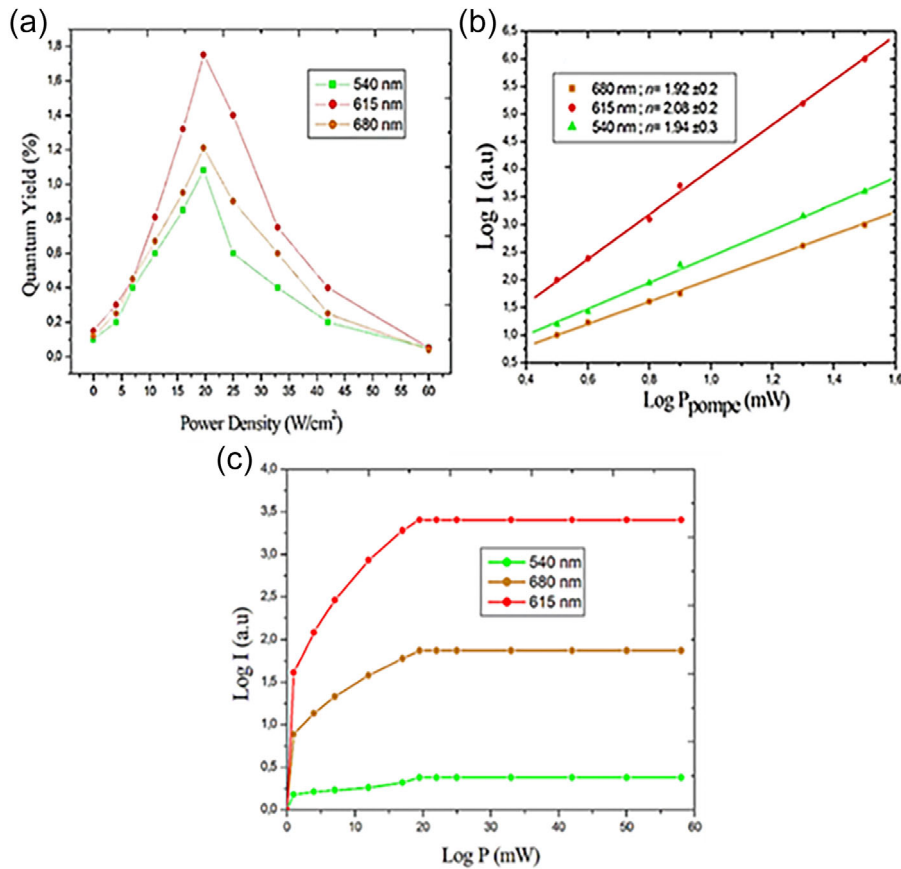 (a)
1,8
1,6
1,4
1,2
1,0
0,8
0,6
0,4
0,2
0,0
Quantum Yield (%)
540 nm
615 nm
680 nm
0 5 10 15 20 25 30 35 40 45 50 55 60
Power Density (W/cm²)
(b)
6,5
6,0
5,5
5,0
4,5
4,0
3,5
3,0
2,5
2,0
1,5
1,0
0,5
Log I (a.u)
680 nm ; n= 1.92 ±0.2
615 nm ; n= 2.08 ±0.2
540 nm ; n= 1.94 ±0.3
0,4 0,6 0,8 1,0 1,2 1,4 1,6
Log Ppompe (mW)
(c)
4,0
3,5
3,0
2,5
2,0
1,5
1,0
0,5
0,0
Log I (a.u)
540 nm
680 nm
615 nm
0 10 20 30 40 50 60
Log P (mW)